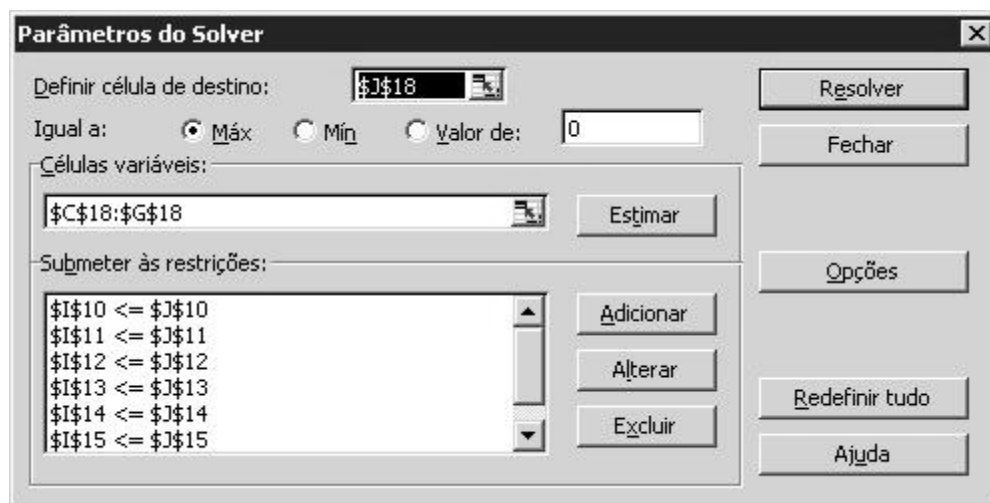 Parâmetros do Solver
Definir célula de destino: $J$18 Resolver
Igual a: Máx Mín Valor de: 0 Fechar
Células variáveis:
$C$18:$G$18 Estimar
Submeter às restrições: Opções
$I$10 <= $J$10 Adicionar
$I$11 <= $J$11
$I$12 <= $J$12 Alterar
$I$13 <= $J$13 Redefinir tudo
$I$14 <= $J$14 Excluir
$I$15 <= $J$15 Ajuda